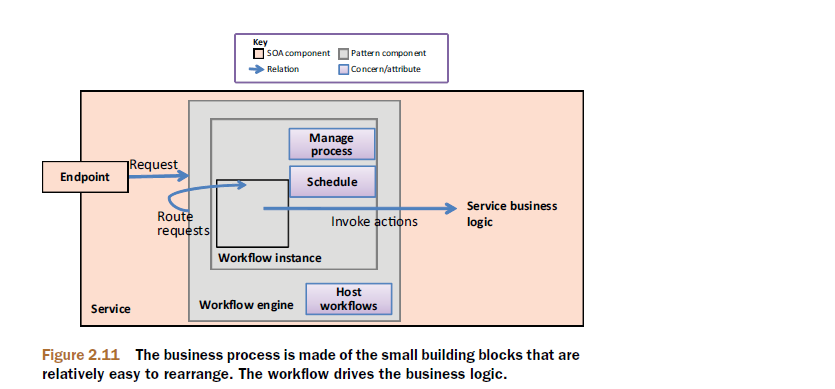 Key
SOA component
Pattern component
Relation
Concern/attribute
Manage
process
Request
Endpoint
Schedule
Service business
logic
Route
requests
Invoke actions
Workflow instance
Host
workflows
Workflow engine
Service
Figure 2.11 The business process is made of the small building blocks that are
relatively easy to rearrange. The workflow drives the business logic.